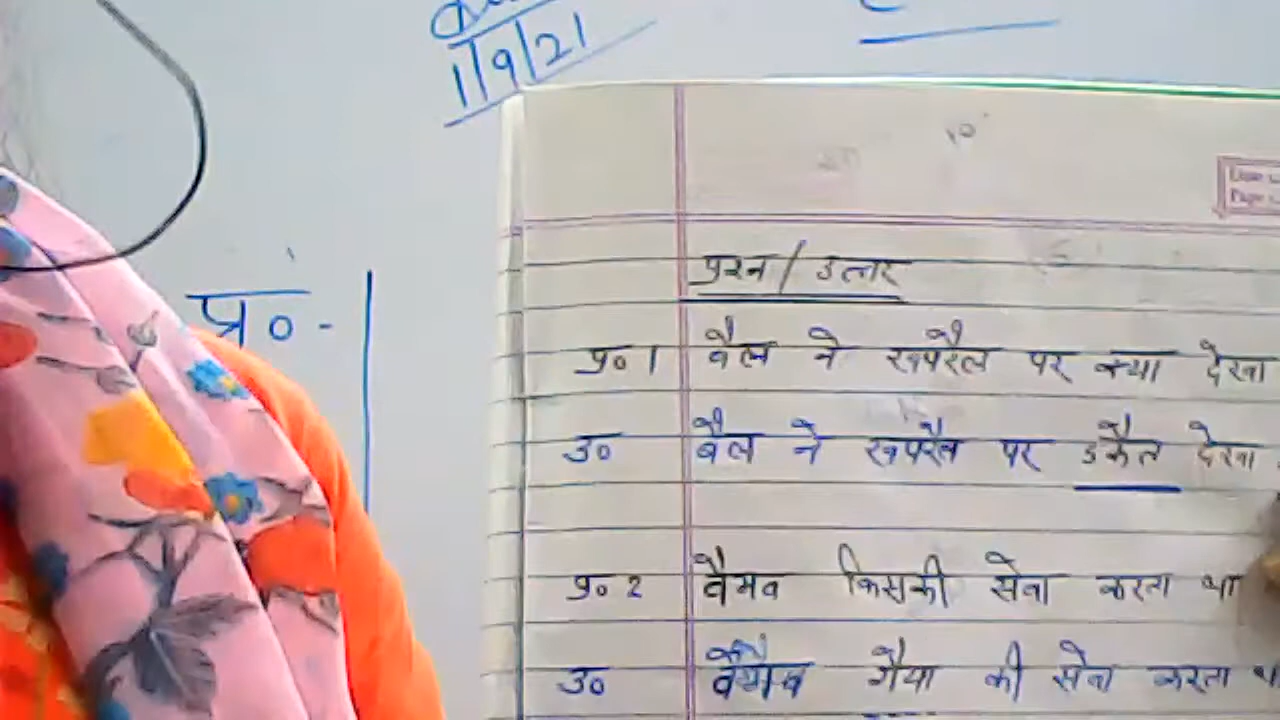 1/9/21
प्र० -
प्रश्न / उत्तर
प्र० 1 बैल ने खपरैल पर क्या देखा
उ० बैल ने खपरैल पर डकैत देखा
प्र० 2 वैभव किसकी सेवा करता था
उ० वैभव गैया की सेवा करता था